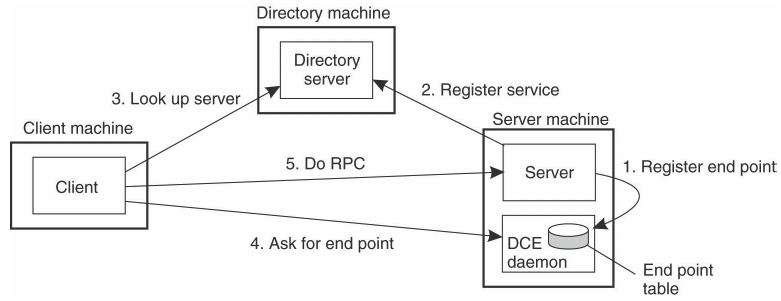 Directory machine
Directory
server
3. Look up server
2. Register service
Client machine
Server machine
Client
5. Do RPC
Server
1. Register end point
4. Ask for end point
DCE
daemon
End point
table